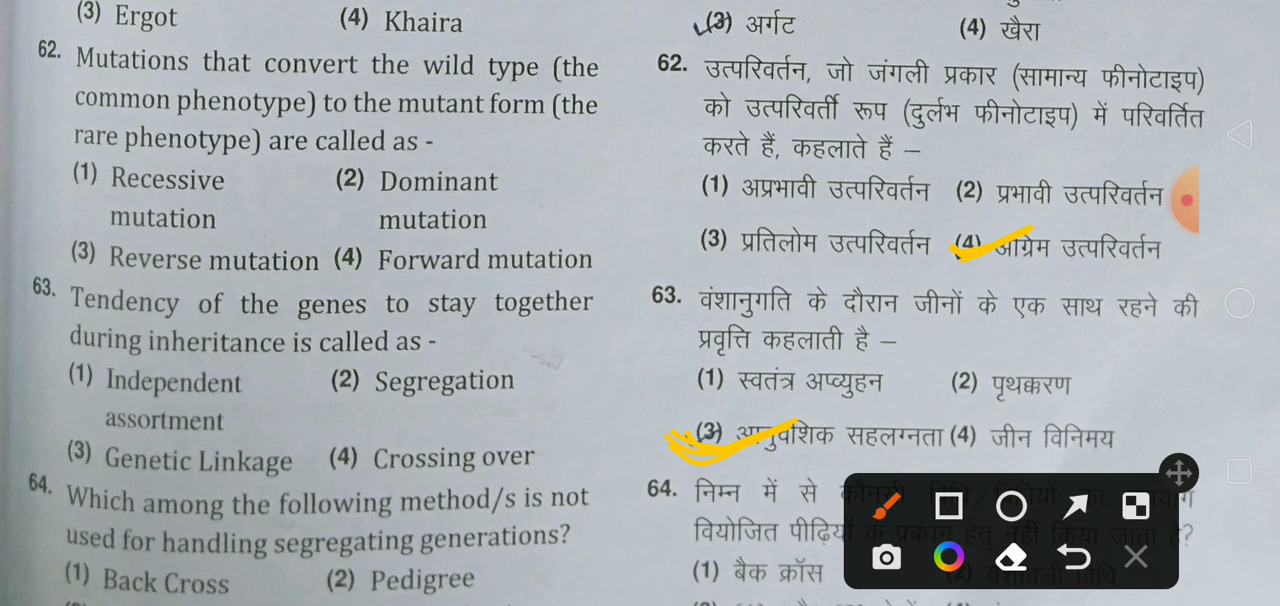 (3) Ergot (4) Khaira
62. Mutations that convert the wild type (the
common phenotype) to the mutant form (the
rare phenotype) are called as -
(1) Recessive (2) Dominant
mutation mutation
(3) Reverse mutation (4) Forward mutation
63. Tendency of the genes to stay together
during inheritance is called as -
(1) Independent (2) Segregation
assortment
(3) Genetic Linkage (4) Crossing over
64. Which among the following method/s is not
used for handling segregating generations?
(1) Back Cross (2) Pedigree
(3) अर्गट (4) खैरा
62. उत्परिवर्तन, जो जंगली प्रकार (सामान्य फीनोटाइप)
को उत्परिवर्ती रूप (दुर्लभ फीनोटाइप) में परिवर्तित
करते हैं, कहलाते हैं –
(1) अप्रभावी उत्परिवर्तन (2) प्रभावी उत्परिवर्तन
(3) प्रतिलोम उत्परिवर्तन (4) अग्रिम उत्परिवर्तन
63. वंशानुगति के दौरान जीनों के एक साथ रहने की
प्रवृत्ति कहलाती है –
(1) स्वतंत्र अपव्यूहन (2) पृथक्करण
(3) आनुवंशिक सहलग्नता (4) जीन विनिमय
64. निम्न में से कौनसी विधि/विधियों का
वियोजित पीढ़ियों के प्रबंधन हेतु नहीं किया जाता है?
(1) बैक क्रॉस (2) वंशावली विधि